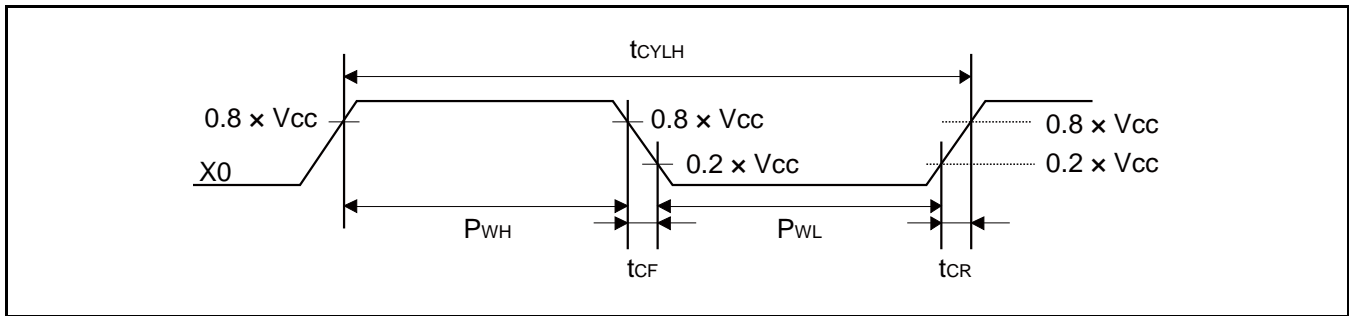 tCYLH
0.8 × Vcc
0.8 × Vcc
0.8 × Vcc
0.2 × Vcc
0.2 × Vcc
X0
PWH
PWL
tCF
tCR